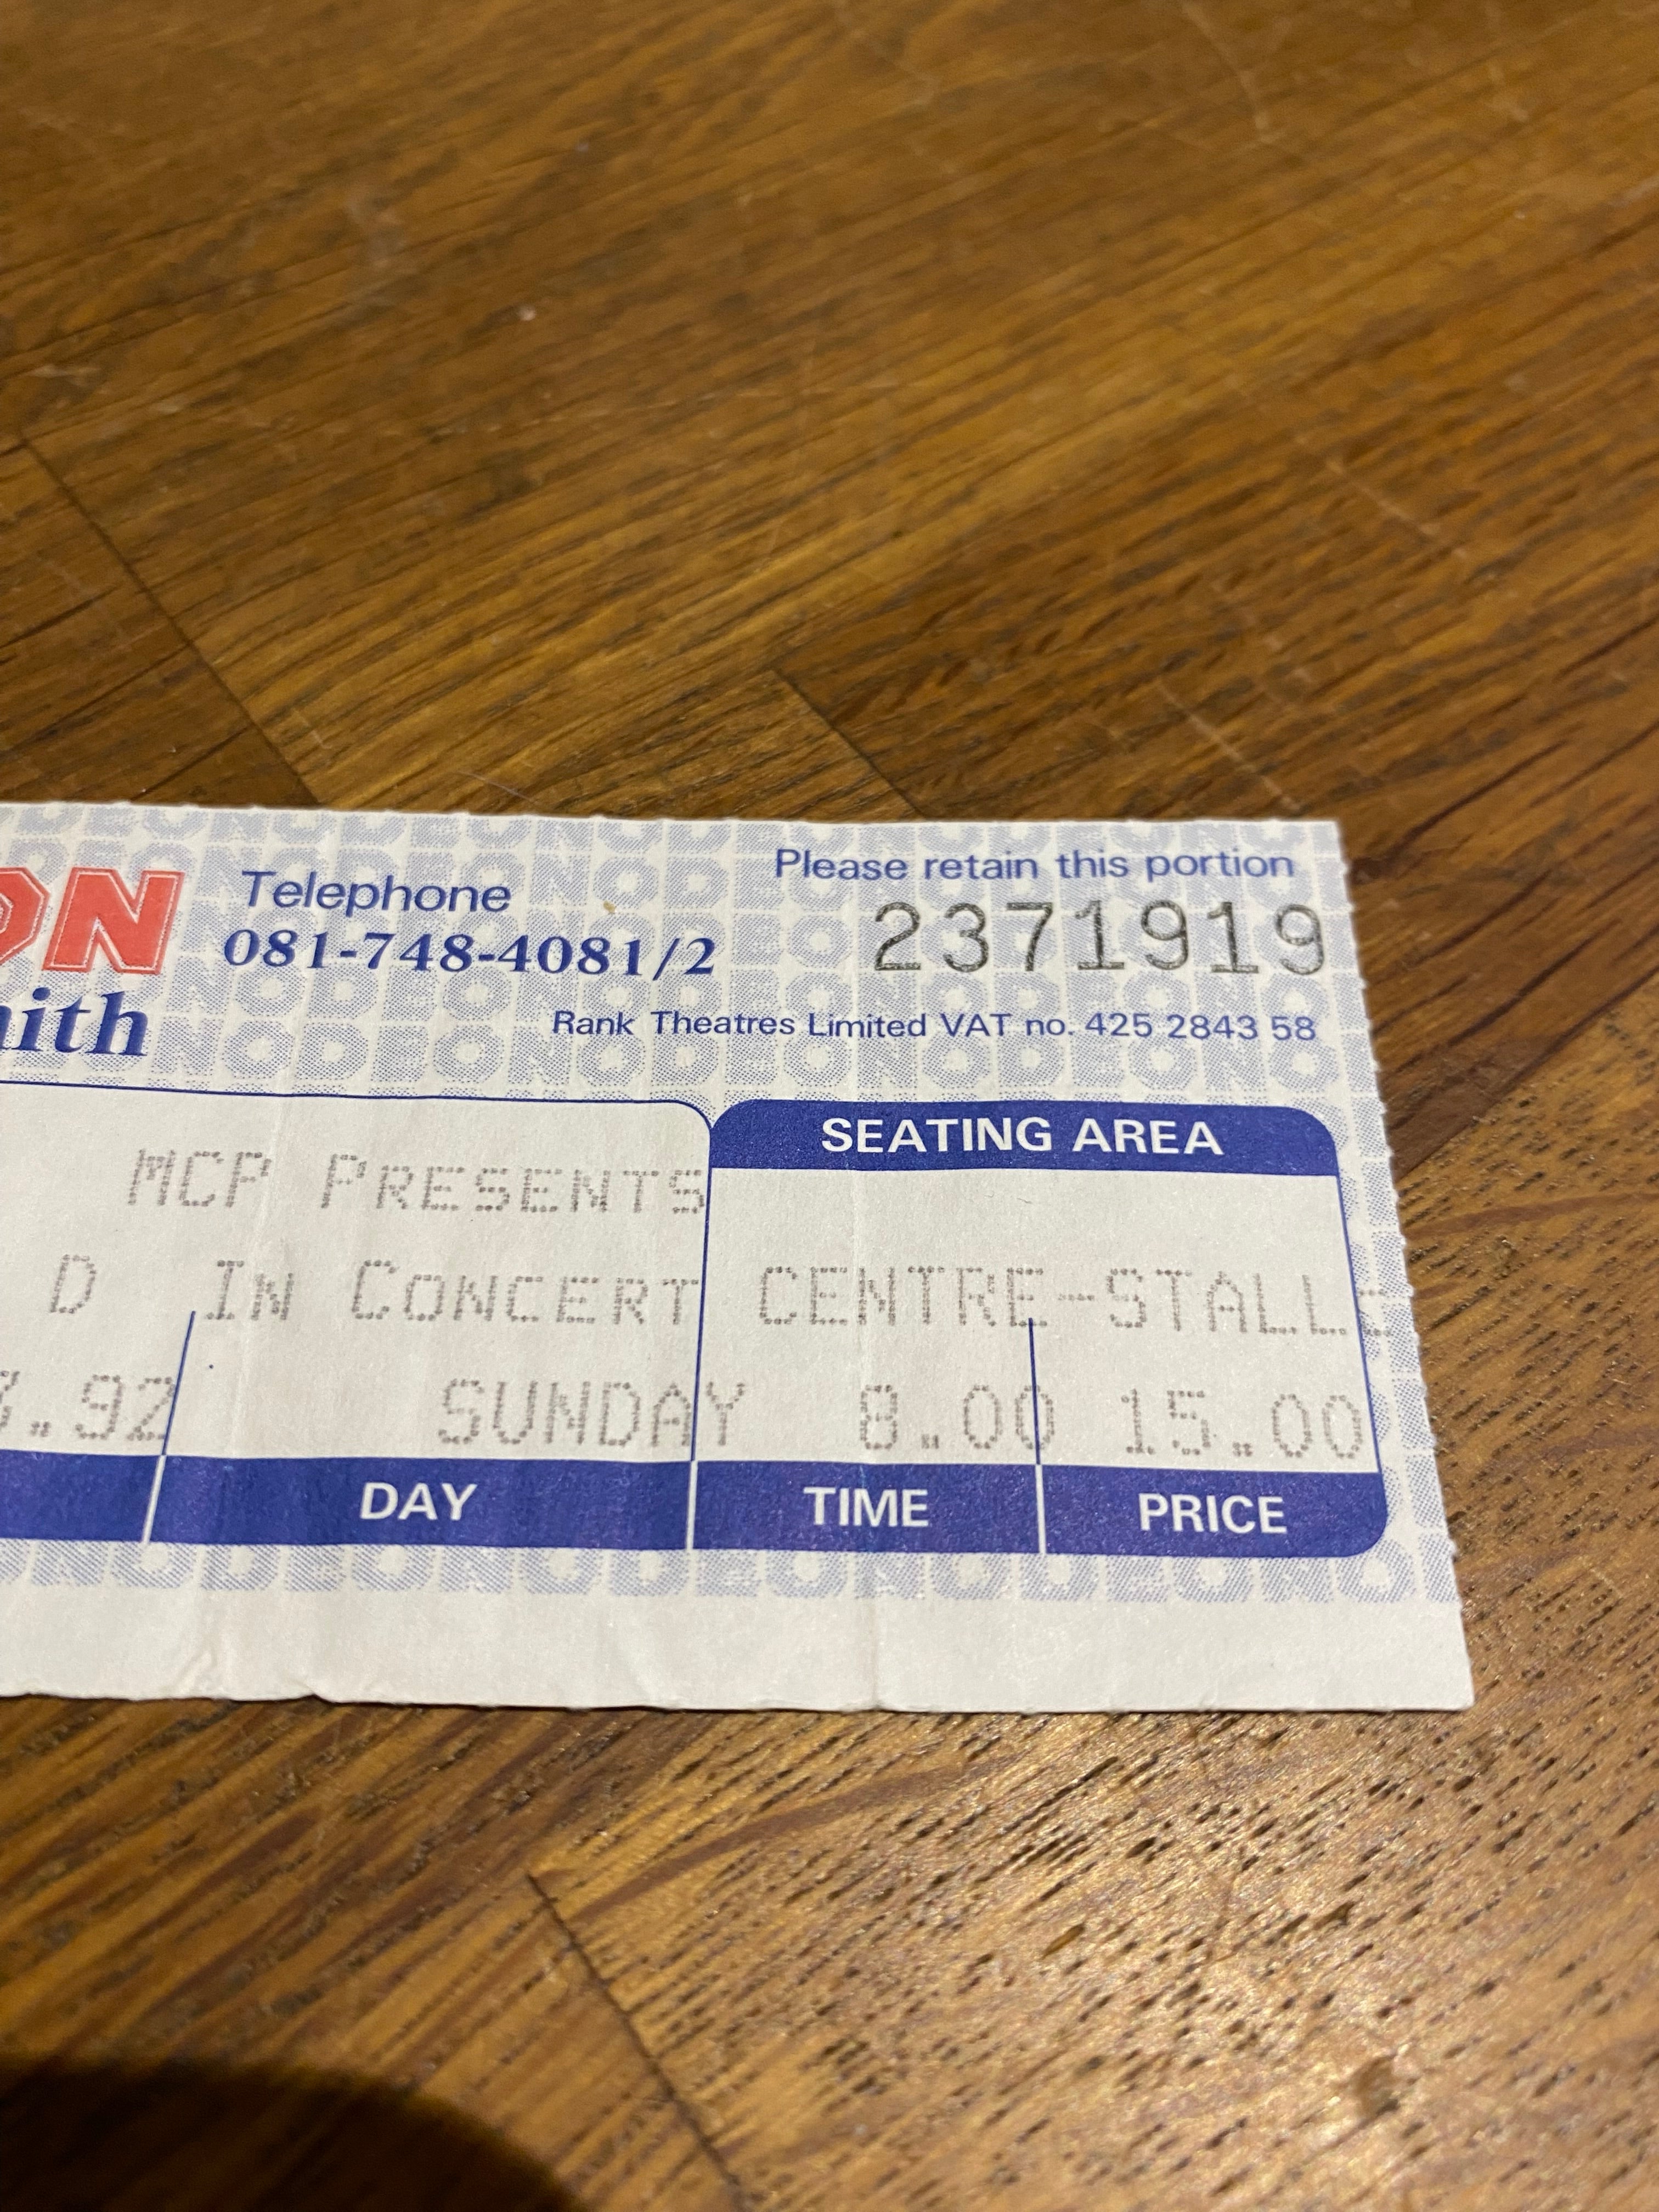 ON
Telephone
081-748-4081/2
Please retain this portion
2371919
ith
Rank Theatres Limited VAT no. 425 2843 58
SEATING AREA
MCP PRESENTS
D IN CONCERT CENTRE-STALL
.92 SUNDAY 8.00 15.00
DAY TIME PRICE